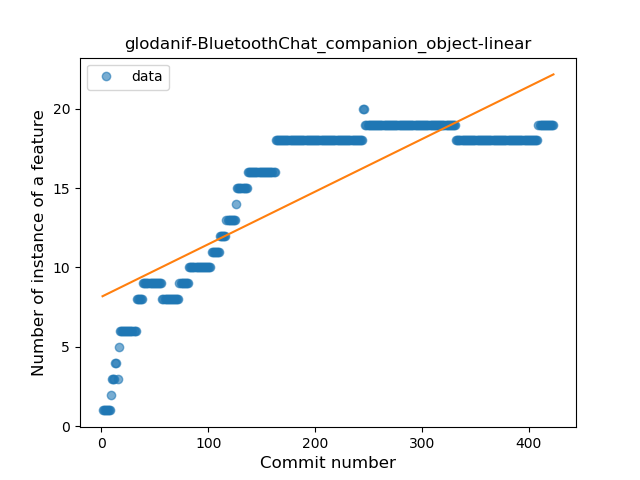 glodanif-BluetoothChat_companion_object-linear
data
Number of instance of a feature
20
15
10
5
0
0 100 200 300 400
Commit number